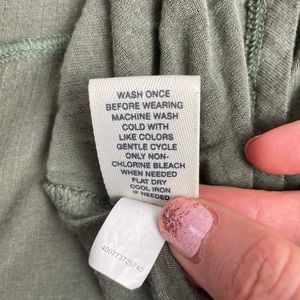 WASH ONCE
BEFORE WEARING
MACHINE WASH
COLD WITH
LIKE COLORS
GENTLE CYCLE
ONLY NON-
CHLORINE BLEACH
WHEN NEEDED
FLAT DRY
COOL IRON
IF NEEDED
400773725740